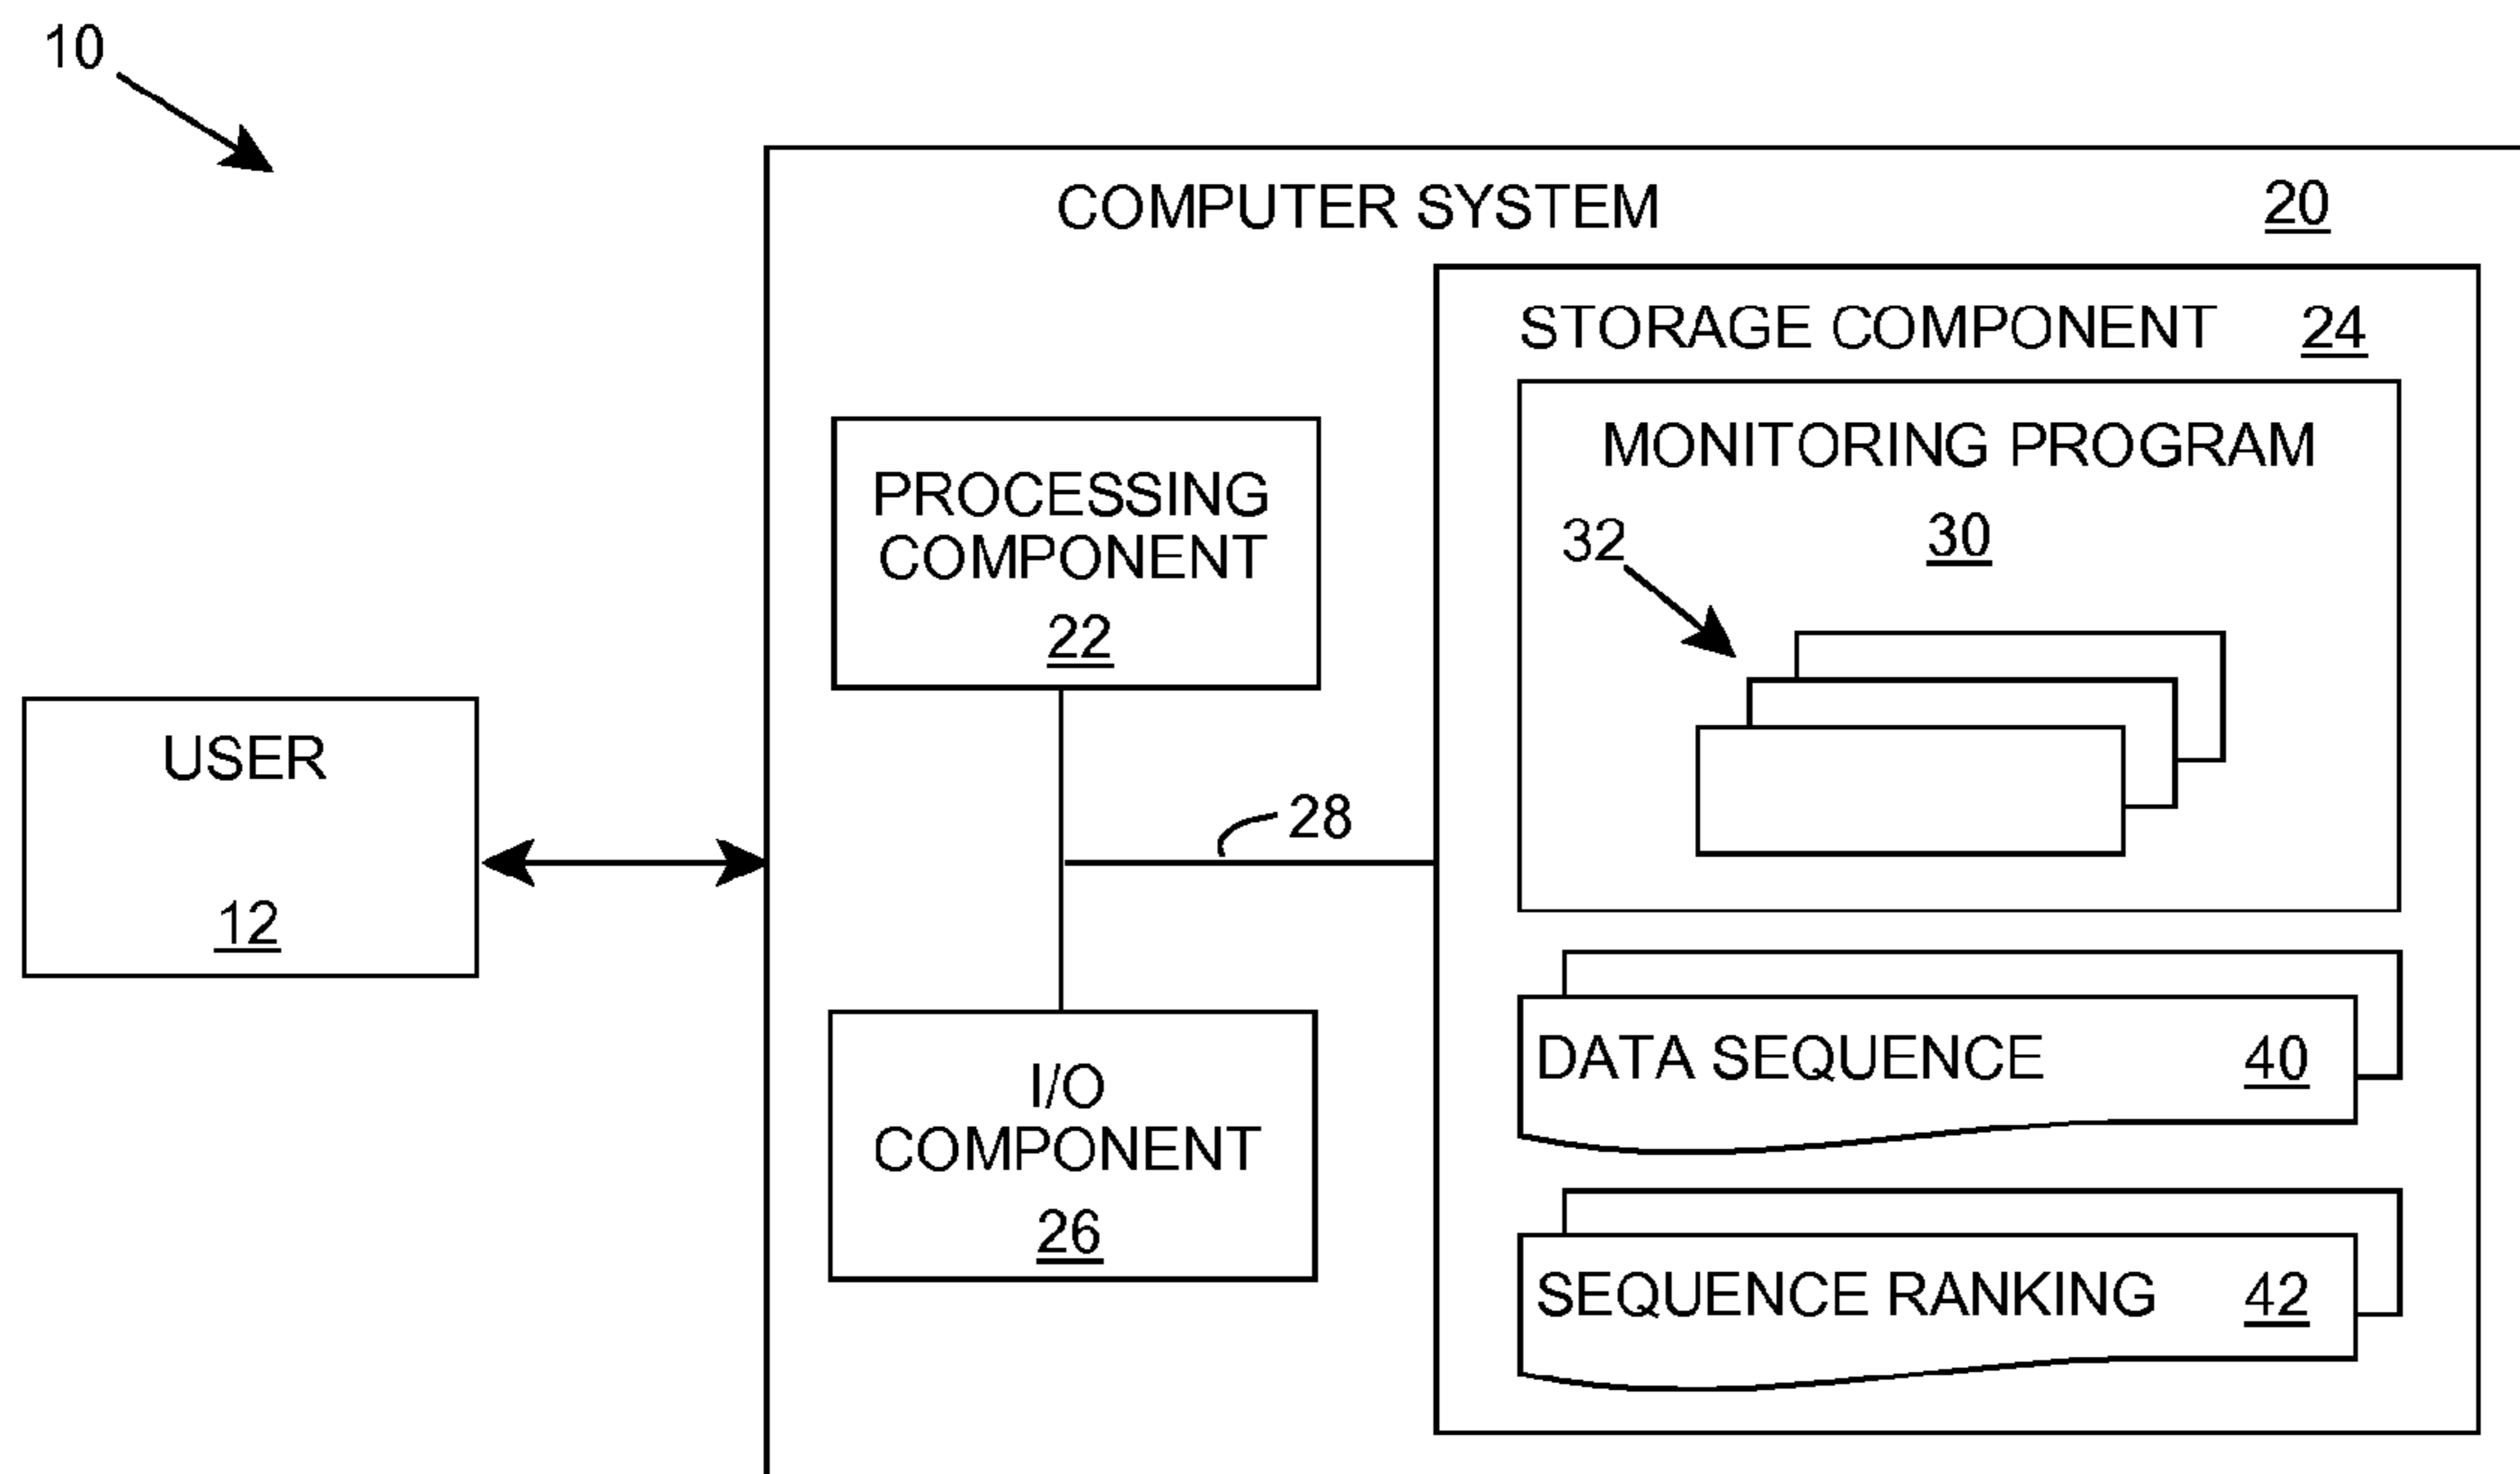 10
COMPUTER SYSTEM 20
STORAGE COMPONENT 24
MONITORING PROGRAM
30
32
PROCESSING
COMPONENT
22
USER
12
28
I/O
COMPONENT
26
DATA SEQUENCE 40
SEQUENCE RANKING 42